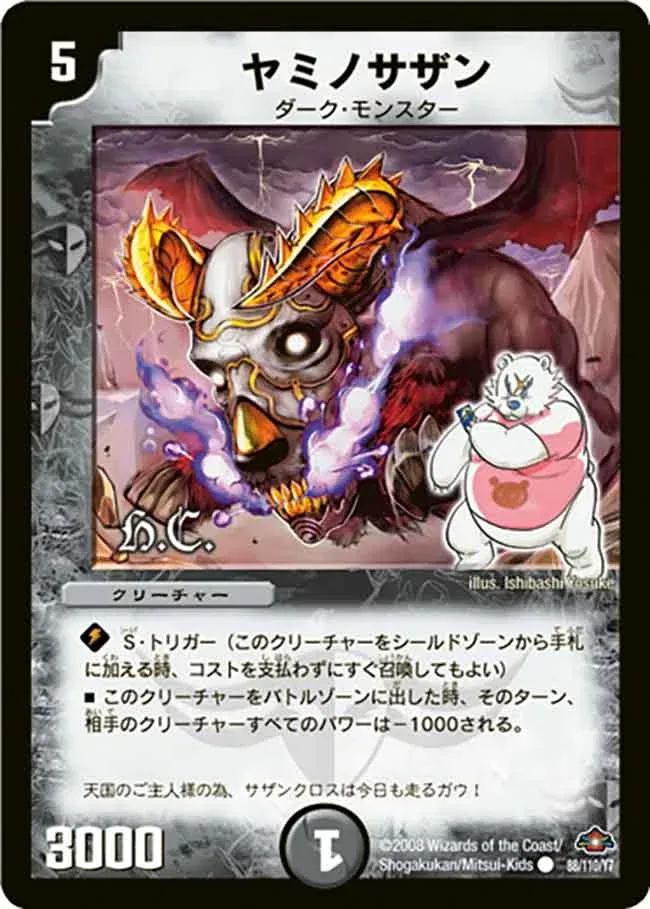 5
ヤミノサザン
ダーク・モンスター
H.C.
illus. Ishibashi Yosuke
クリーチャー
S・トリガー（このクリーチャーをシールドゾーンから手札
に加える時、コストを支払わずにすぐ召喚してもよい）
■ このクリーチャーをバトルゾーンに出した時、そのターン、
相手のクリーチャーすべてのパワーは－1000される。
天国のご主人様の為、サザンクロスは今日も走るガウ！
3000
1
©2008 Wizards of the Coast/
Shogakukan/Mitsui-Kids
88/110/Y7